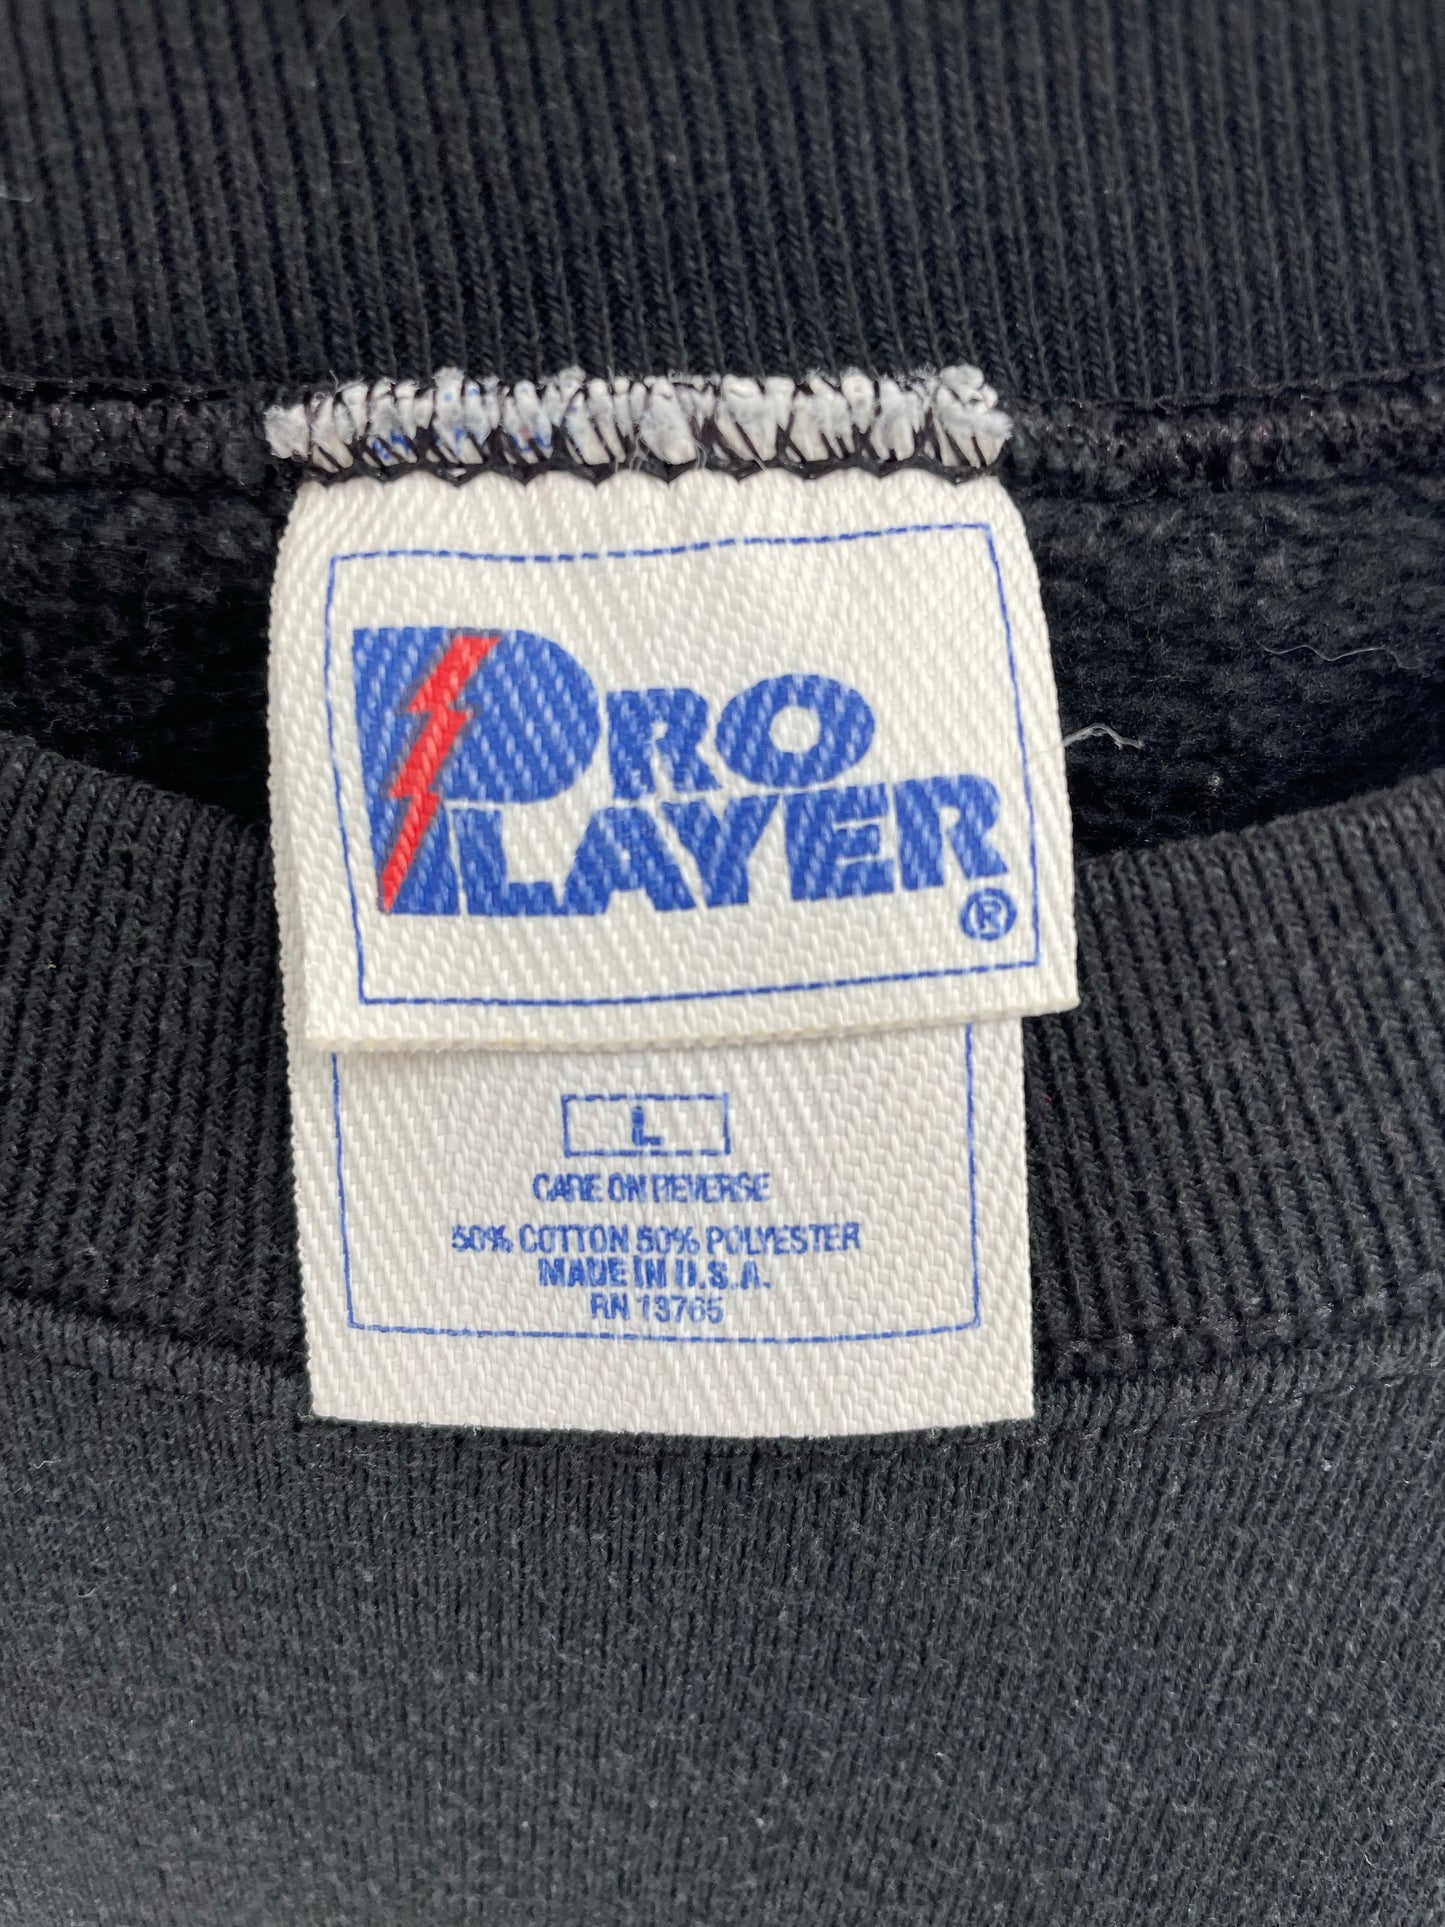 PRO
PLAYER
®
L
CARE ON REVERSE
50% COTTON 50% POLYESTER
MADE IN U.S.A.
RN 13765